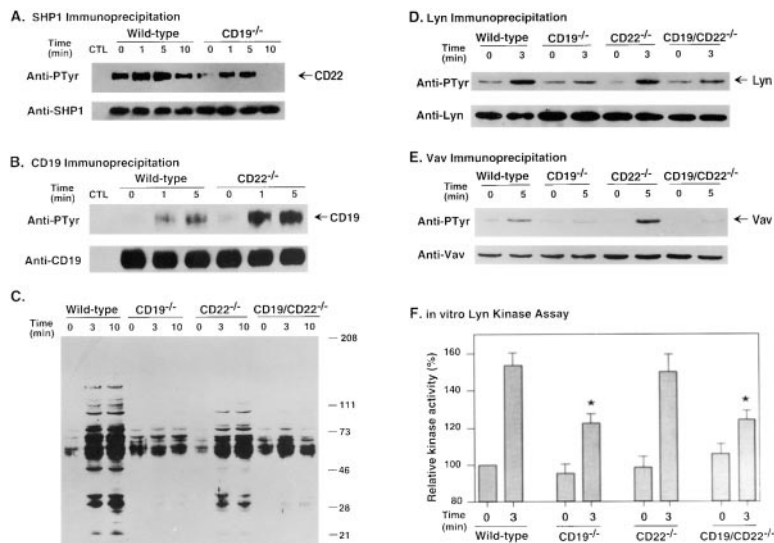 A. SHP1 Immunoprecipitation
Wild-type CD19-/-
Time (min) CTL 0 1 5 10 0 1 5 10
Anti-PTyr ←CD22
Anti-SHP1
B. CD19 Immunoprecipitation
Wild-type CD22-/-
Time (min) CTL 0 1 5 0 1 5
Anti-PTyr ←CD19
Anti-CD19
C.
Wild-type CD19-/- CD22-/- CD19/CD22-/-
Time (min) 0 3 10 0 3 10 0 3 10 0 3 10
– 208
– 111
– 73
– 46
– 28
– 21
D. Lyn Immunoprecipitation
Wild-type CD19-/- CD22-/- CD19/CD22-/-
Time (min) 0 3 0 3 0 3 0 3
Anti-PTyr ← Lyn
Anti-Lyn
E. Vav Immunoprecipitation
Wild-type CD19-/- CD22-/- CD19/CD22-/-
Time (min) 0 5 0 5 0 5 0 5
Anti-PTyr ← Vav
Anti-Vav
F. in vitro Lyn Kinase Assay
Relative kinase activity (%)
160
140
120
100
80
* *
Time (min) 0 3 0 3 0 3 0 3
Wild-type CD19-/- CD22-/- CD19/CD22-/-